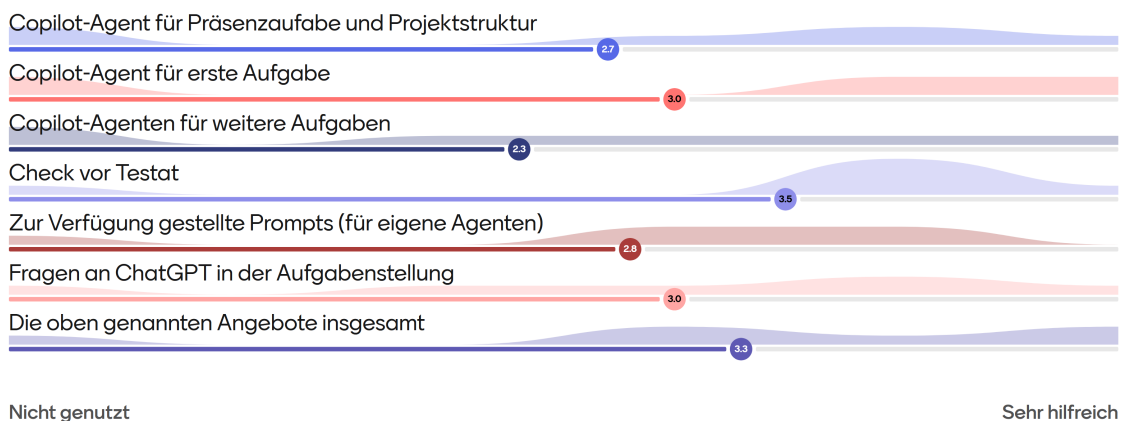 Copilot-Agent für Präsenzaufabe und Projektstruktur
2.7
Copilot-Agent für erste Aufgabe
3.0
Copilot-Agenten für weitere Aufgaben
2.3
Check vor Testat
3.5
Zur Verfügung gestellte Prompts (für eigene Agenten)
2.8
Fragen an ChatGPT in der Aufgabenstellung
3.0
Die oben genannten Angebote insgesamt
3.3
Nicht genutzt
Sehr hilfreich